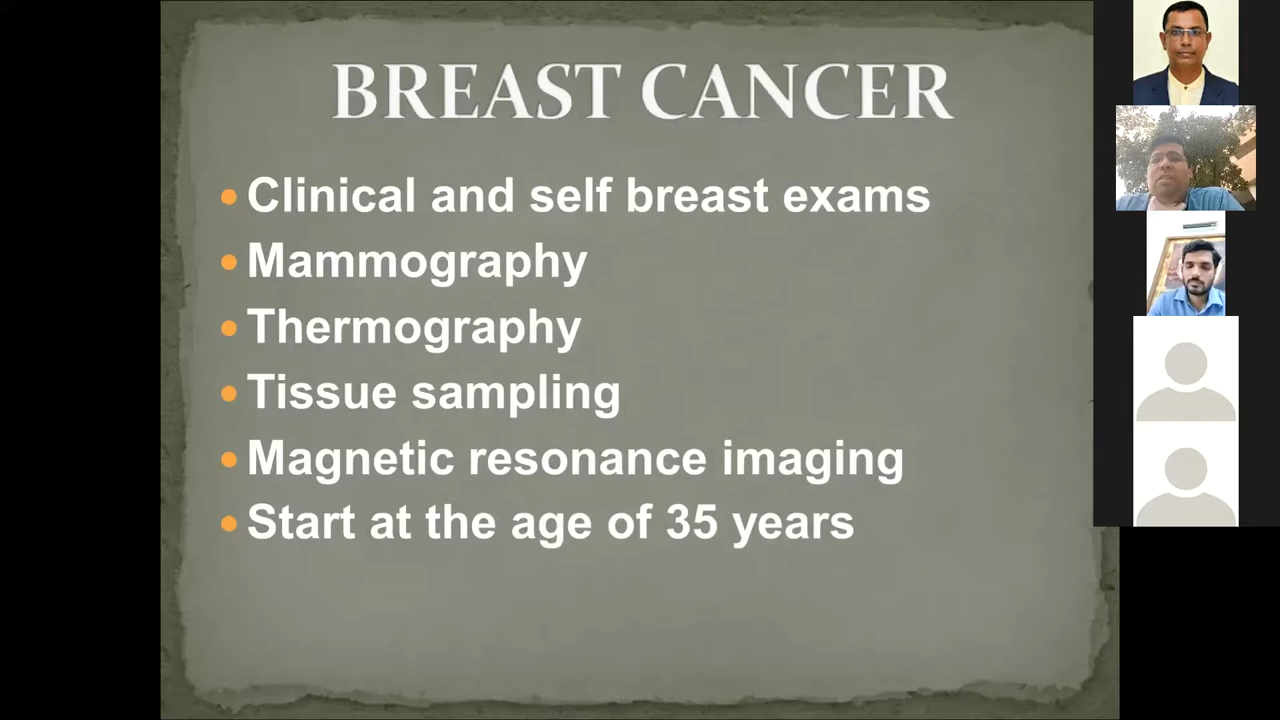 BREAST CANCER
Clinical and self breast exams
Mammography
Thermography
Tissue sampling
Magnetic resonance imaging
Start at the age of 35 years